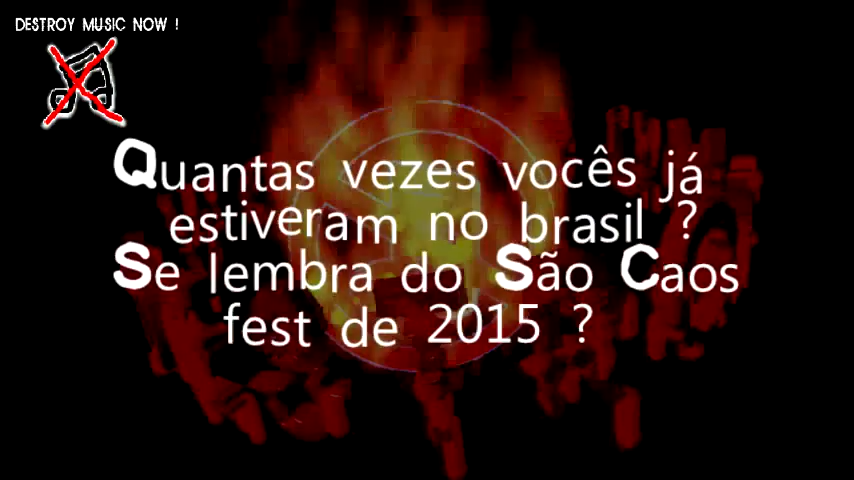 DESTROY MUSIC NOW !
Quantas vezes vocês já
estiveram no brasil ?
Se lembra do São Caos
fest de 2015 ?